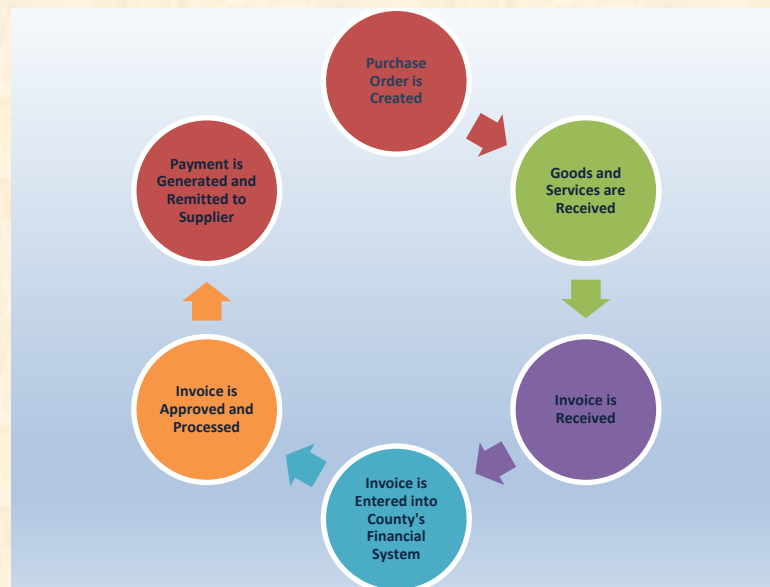 Purchase
Order is
Created
Goods and
Services are
Received
Invoice is
Received
Invoice is
Entered into
County's
Financial
System
Invoice is
Approved and
Processed
Payment is
Generated and
Remitted to
Supplier